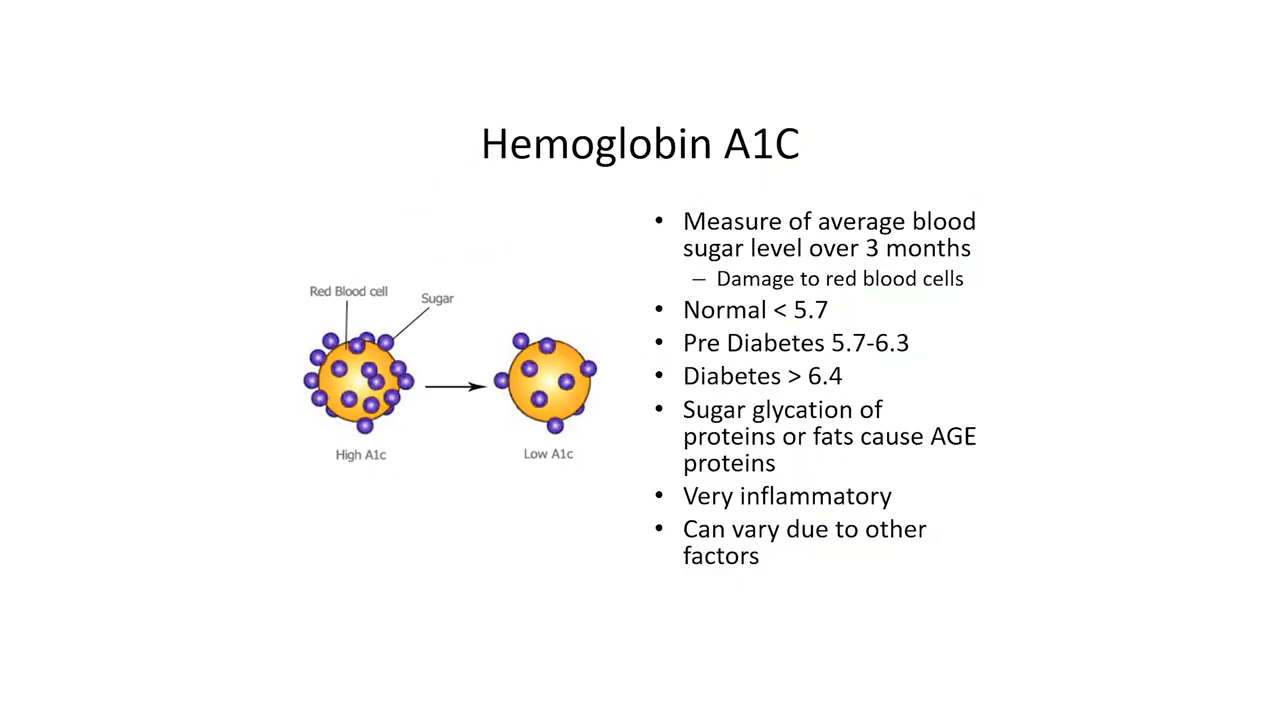 Hemoglobin A1C
Red Blood cell
Sugar
High A1c
Low A1c
• Measure of average blood
sugar level over 3 months
– Damage to red blood cells
• Normal < 5.7
• Pre Diabetes 5.7-6.3
• Diabetes > 6.4
• Sugar glycation of
proteins or fats cause AGE
proteins
• Very inflammatory
• Can vary due to other
factors